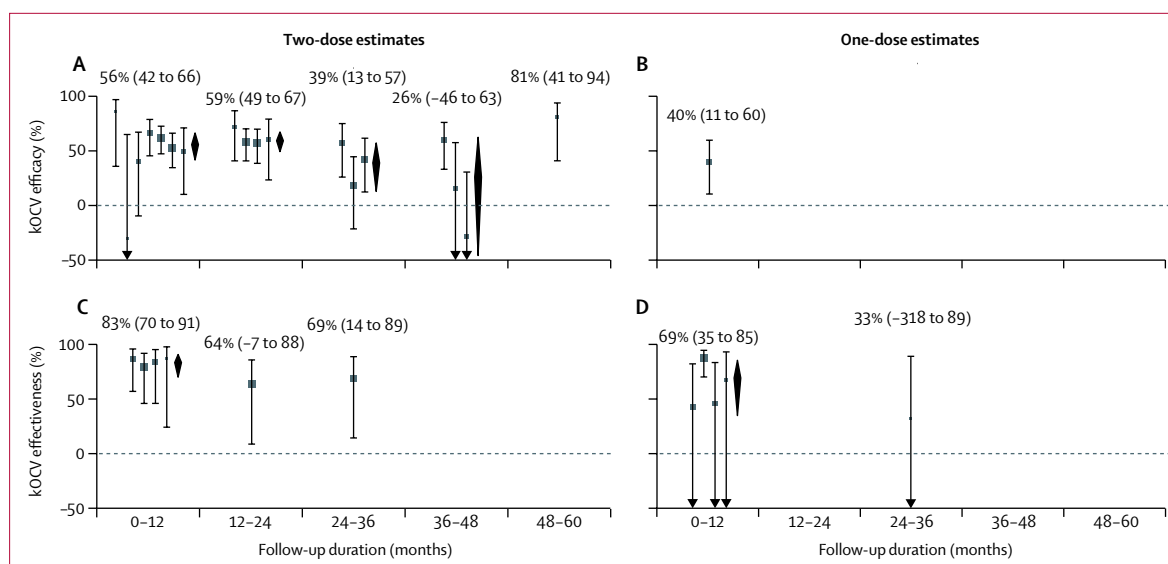 Two-dose estimates
One-dose estimates
A
56% (42 to 66)
59% (49 to 67)
39% (13 to 57)
26% (–46 to 63)
81% (41 to 94)
100
50
0
–50
kOCV efficacy (%)
B
40% (11 to 60)
C
83% (70 to 91)
64% (–7 to 88)
69% (14 to 89)
100
50
0
–50
kOCV effectiveness (%)
0–12
12–24
24–36
36–48
48–60
Follow-up duration (months)
D
69% (35 to 85)
33% (–318 to 89)
0–12
12–24
24–36
36–48
48–60
Follow-up duration (months)